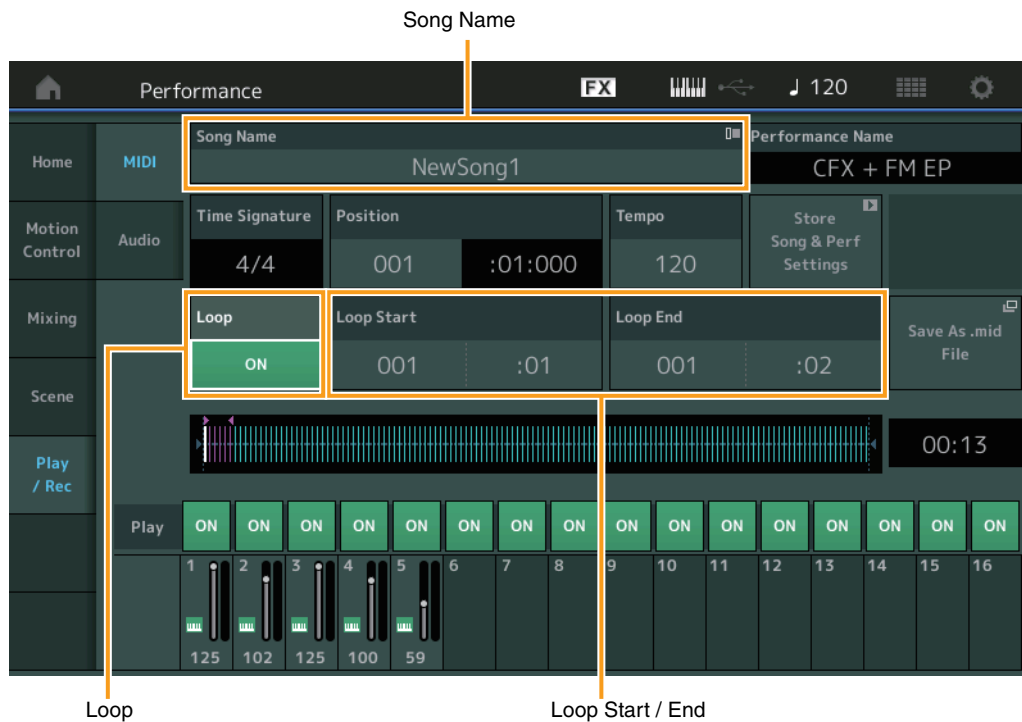 Song Name
Performance
FX
120
Home
MIDI
Song Name
NewSong1
Performance Name
CFX + FM EP
Motion
Control
Audio
Time Signature
4/4
Position
001
:01:000
Tempo
120
Store
Song & Perf
Settings
Mixing
Loop
ON
Loop Start
001
:01
Loop End
001
:02
Save As .mid
File
Scene
Play
/ Rec
00:13
Play
ON ON ON ON ON ON ON ON ON ON ON ON ON ON ON ON
1 2 3 4 5 6 7 8 9 10 11 12 13 14 15 16
125 102 125 100 59
Loop
Loop Start / End